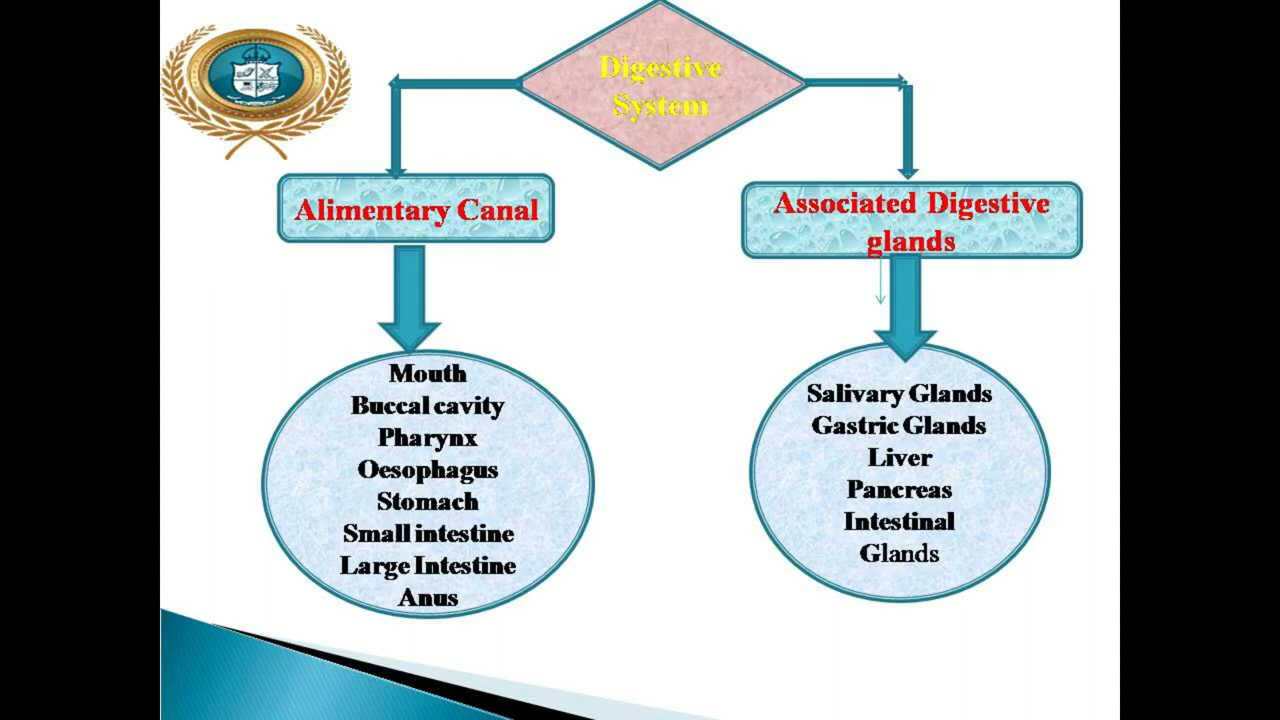 Digestive
System
Alimentary Canal
Associated Digestive
glands
Mouth
Buccal cavity
Pharynx
Oesophagus
Stomach
Small intestine
Large Intestine
Anus
Salivary Glands
Gastric Glands
Liver
Pancreas
Intestinal
Glands